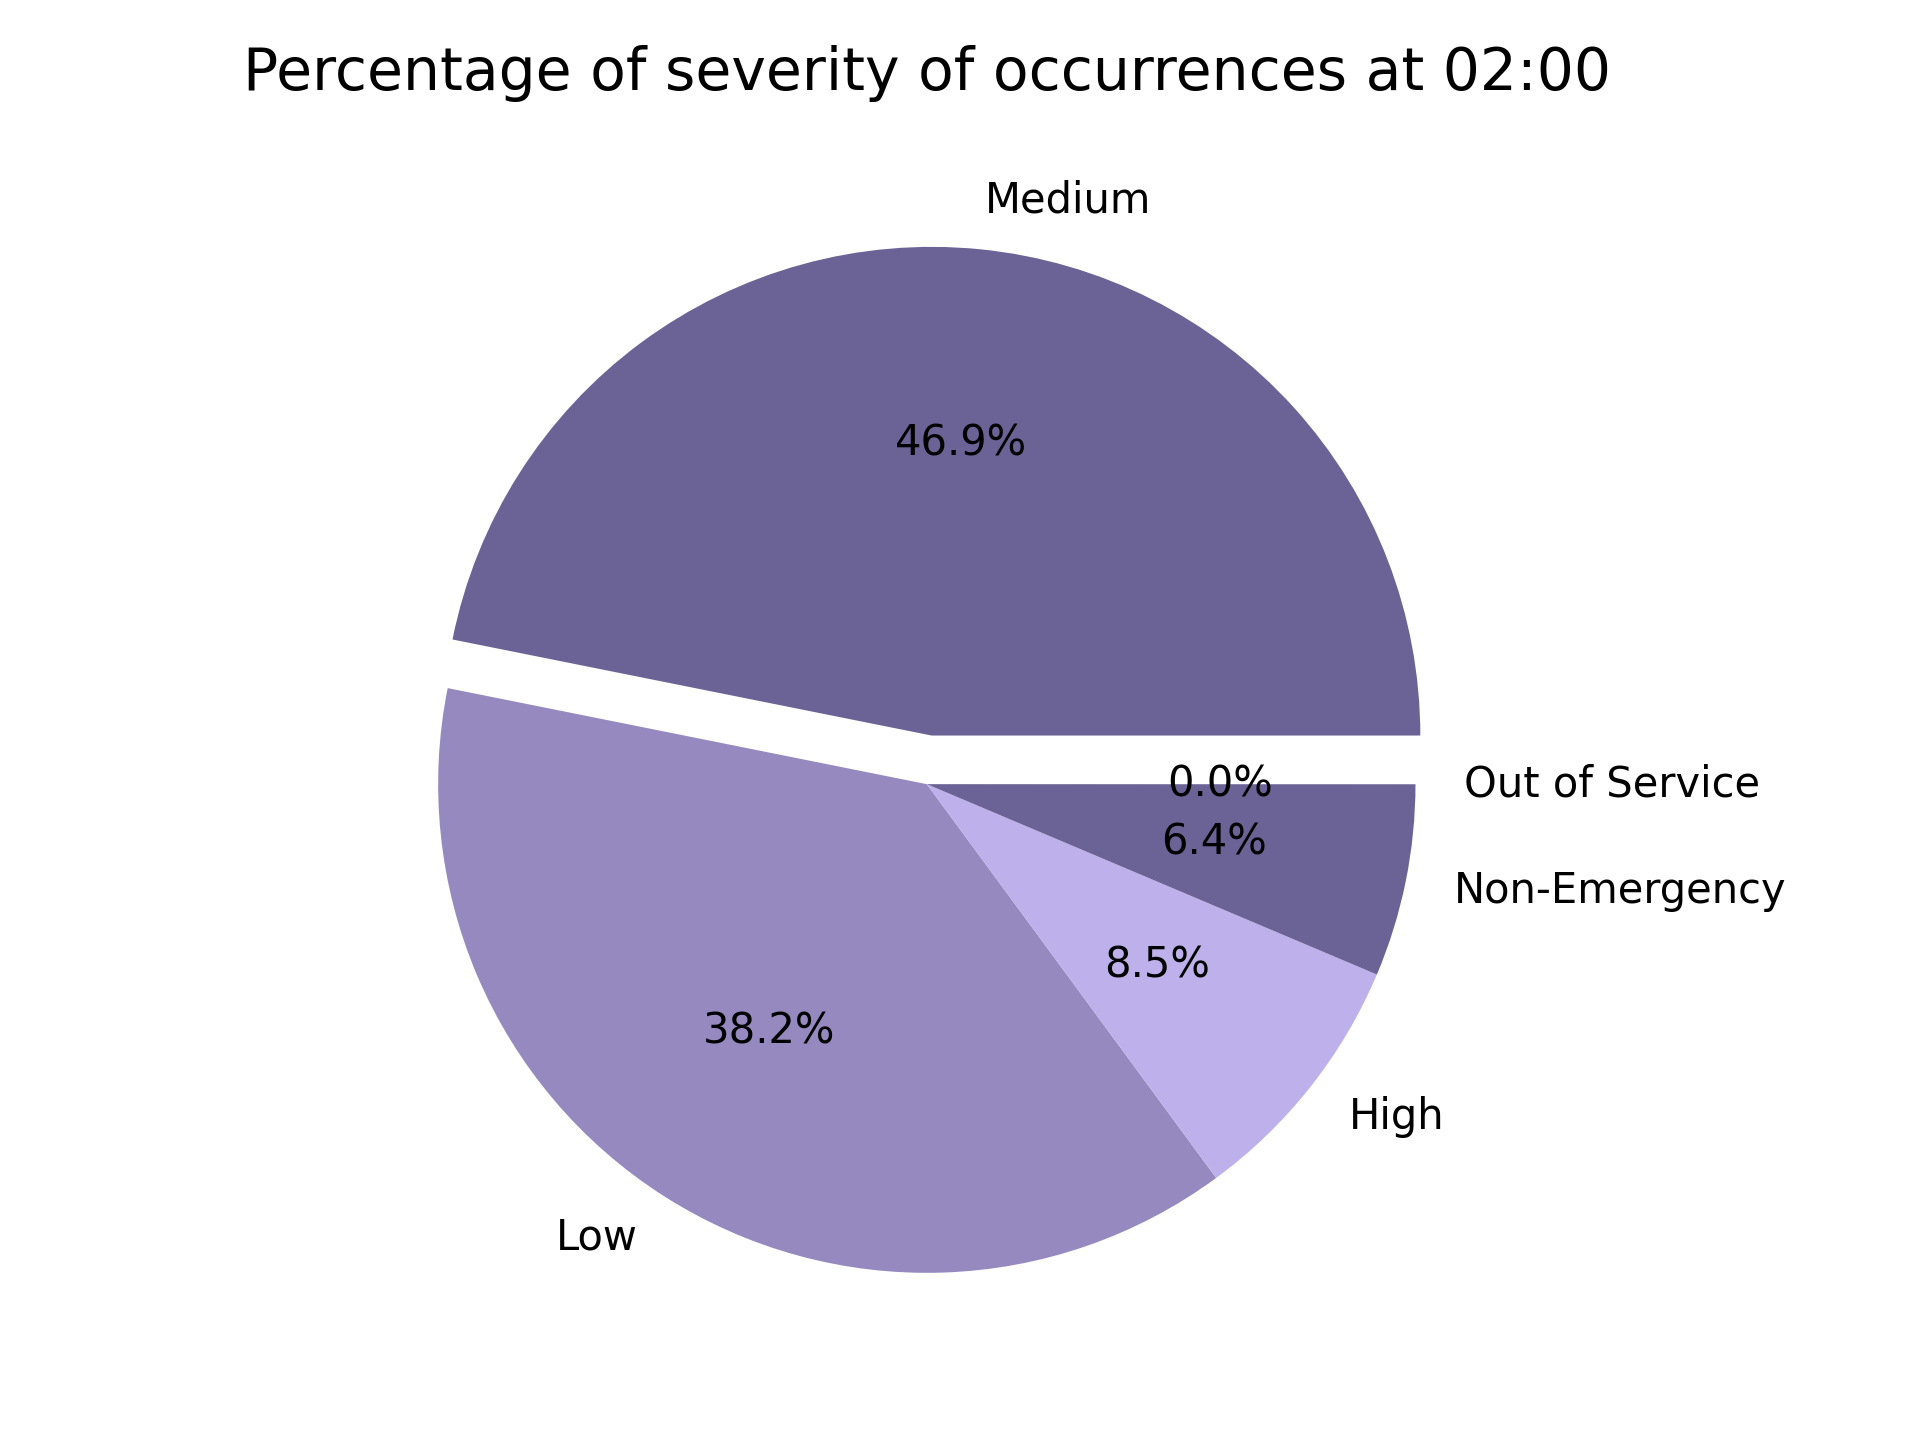 Percentage of severity of occurrences at 02:00
Medium
46.9%
0.0%
Out of Service
6.4%
Non-Emergency
8.5%
38.2%
High
Low